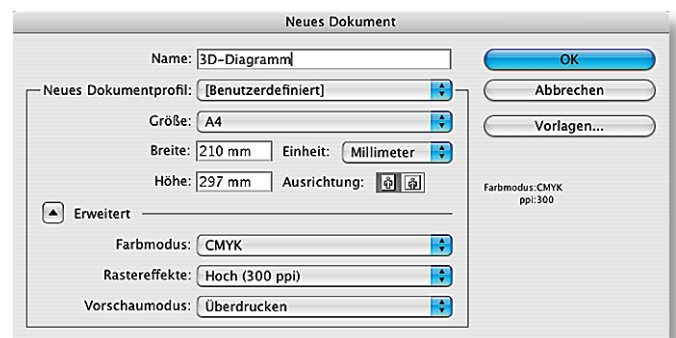 Neues Dokument
Name: 3D-Diagramm
OK
Neues Dokumentprofil: [Benutzerdefiniert]
Abbrechen
Größe: A4
Vorlagen...
Breite: 210 mm Einheit: Millimeter
Höhe: 297 mm Ausrichtung:
Farbmodus:CMYK
ppi:300
Erweitert
Farbmodus: CMYK
Rastereffekte: Hoch (300 ppi)
Vorschaumodus: Überdrucken